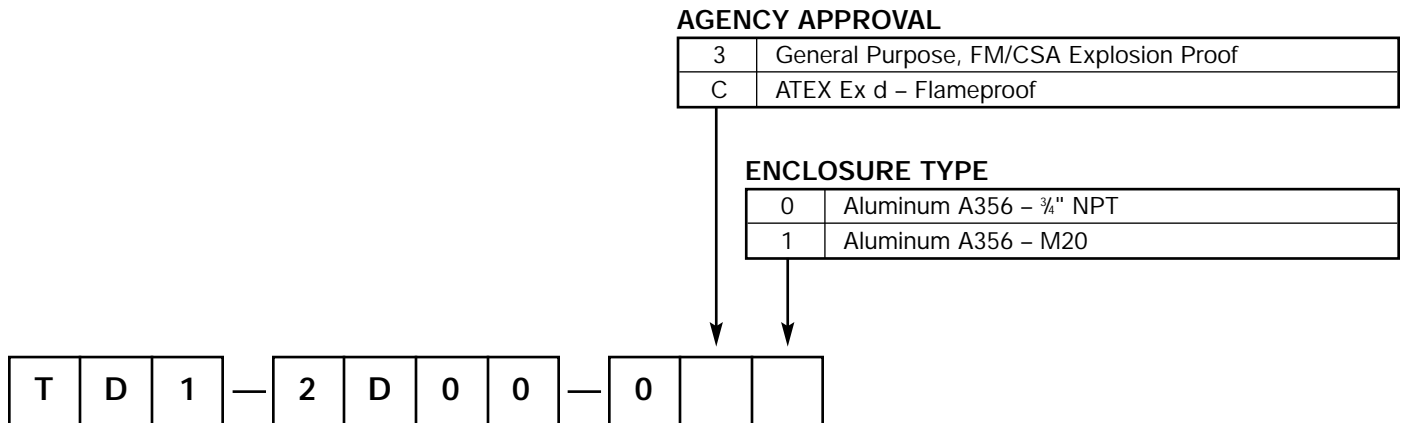 AGENCY APPROVAL
3 General Purpose, FM/CSA Explosion Proof
C ATEX Ex d – Flameproof
ENCLOSURE TYPE
0 Aluminum A356 – ¾" NPT
1 Aluminum A356 – M20
T D 1 — 2 D 0 0 — 0